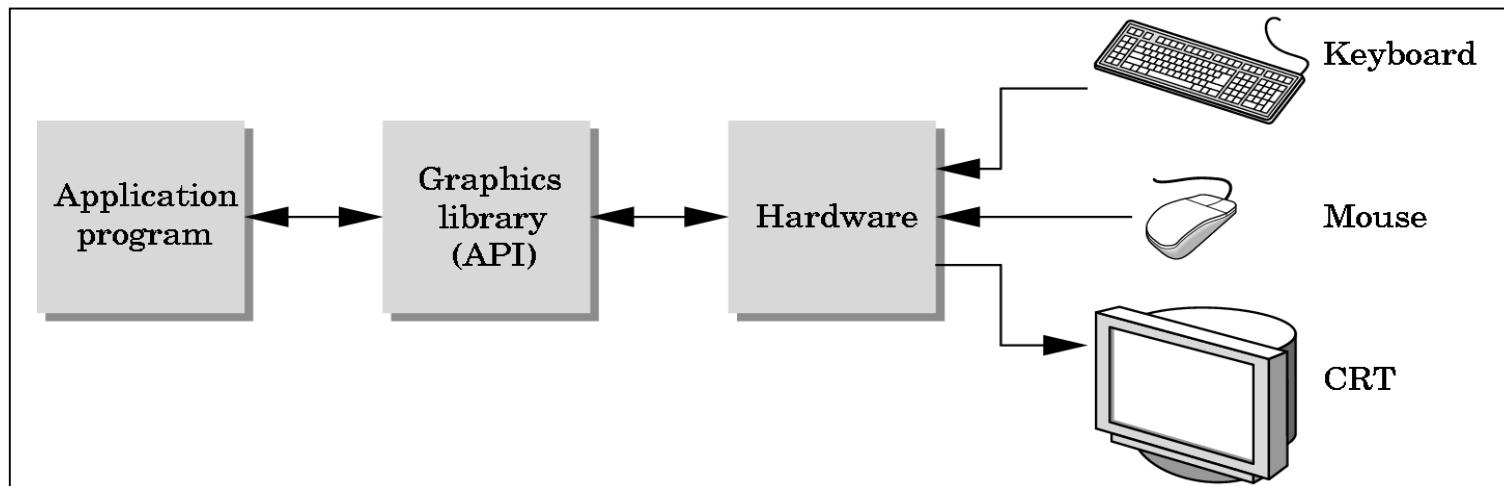 Application
program
Graphics
library
(API)
Hardware
Keyboard
Mouse
CRT